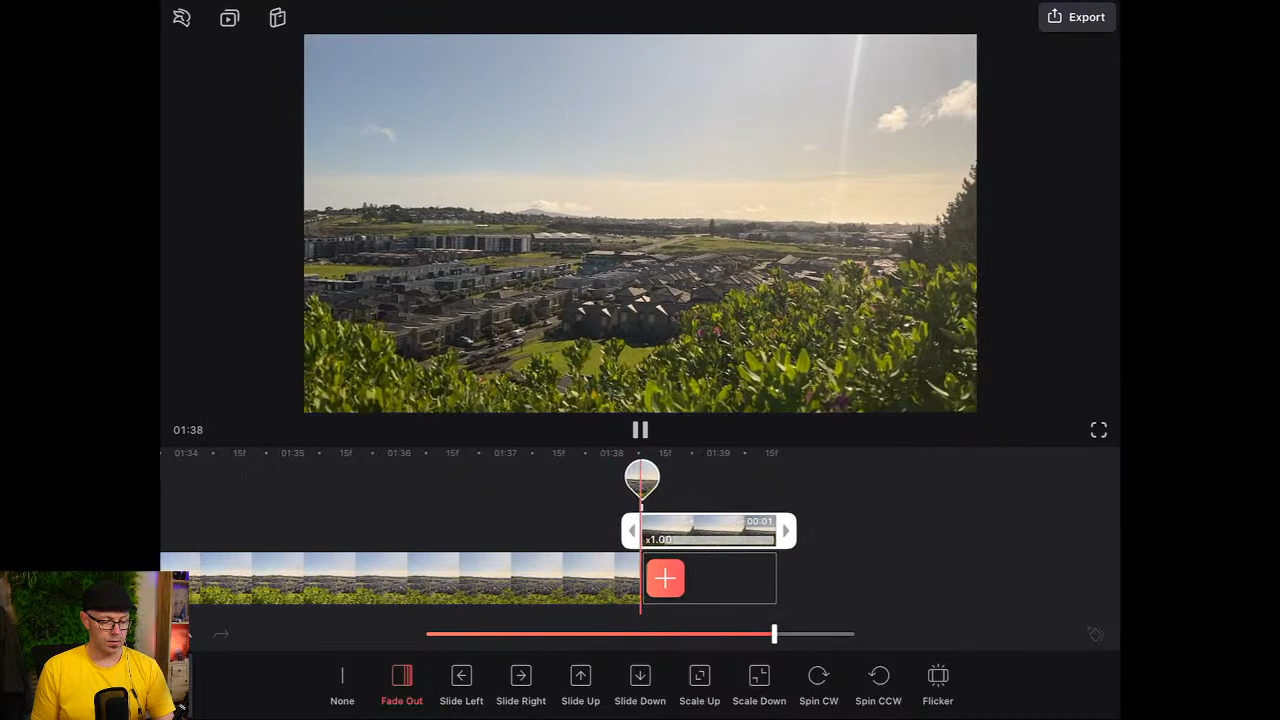 Export
01:38
01:34 15f 01:35 15f 01:36 15f 01:37 15f 01:38 15f 01:39 15f
00:01
x1.00
None Fade Out Slide Left Slide Right Slide Up Slide Down Scale Up Scale Down Spin CW Spin CCW Flicker